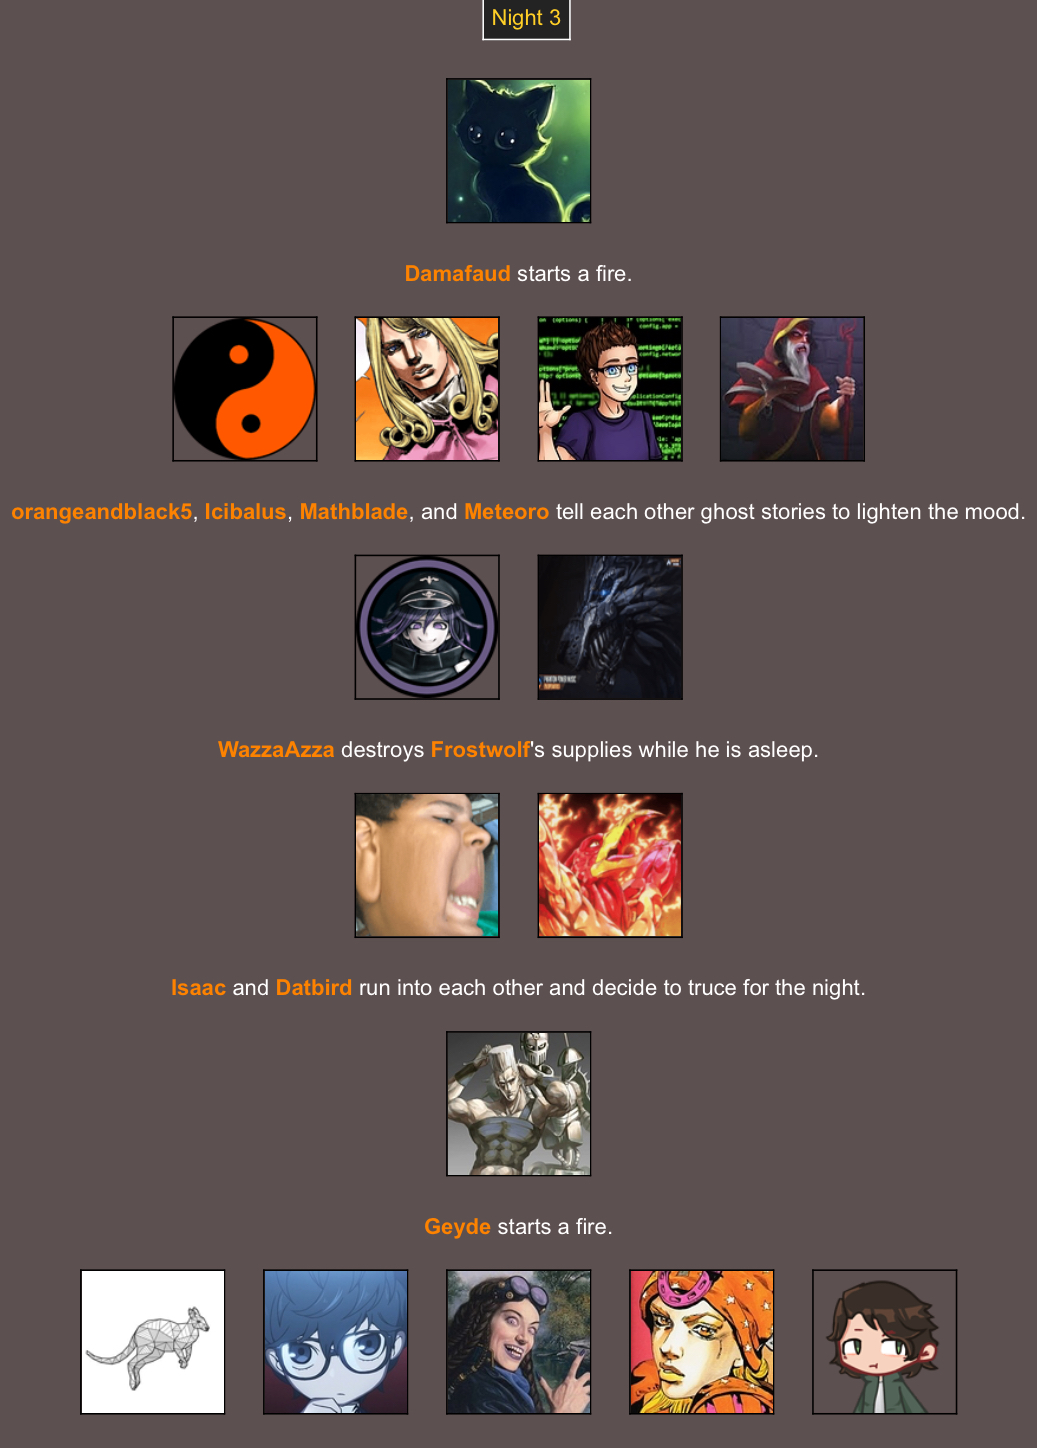 Night 3
Damafaud starts a fire.
orangeandblack5, Icibalus, Mathblade, and Meteoro tell each other ghost stories to lighten the mood.
WazzaAzza destroys Frostwolf's supplies while he is asleep.
Isaac and Datbird run into each other and decide to truce for the night.
Geyde starts a fire.